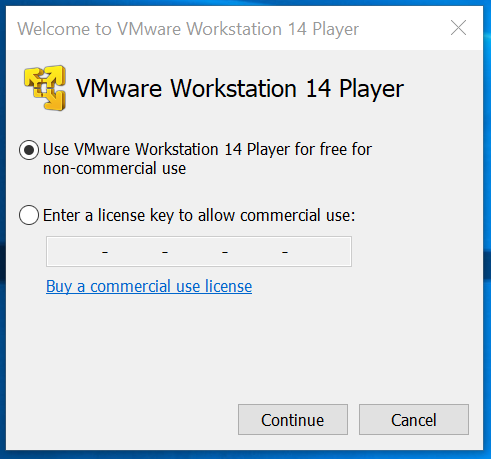 Welcome to VMware Workstation 14 Player
VMware Workstation 14 Player
Use VMware Workstation 14 Player for free for
non-commercial use
Enter a license key to allow commercial use:
- - - -
Buy a commercial use license
Continue
Cancel